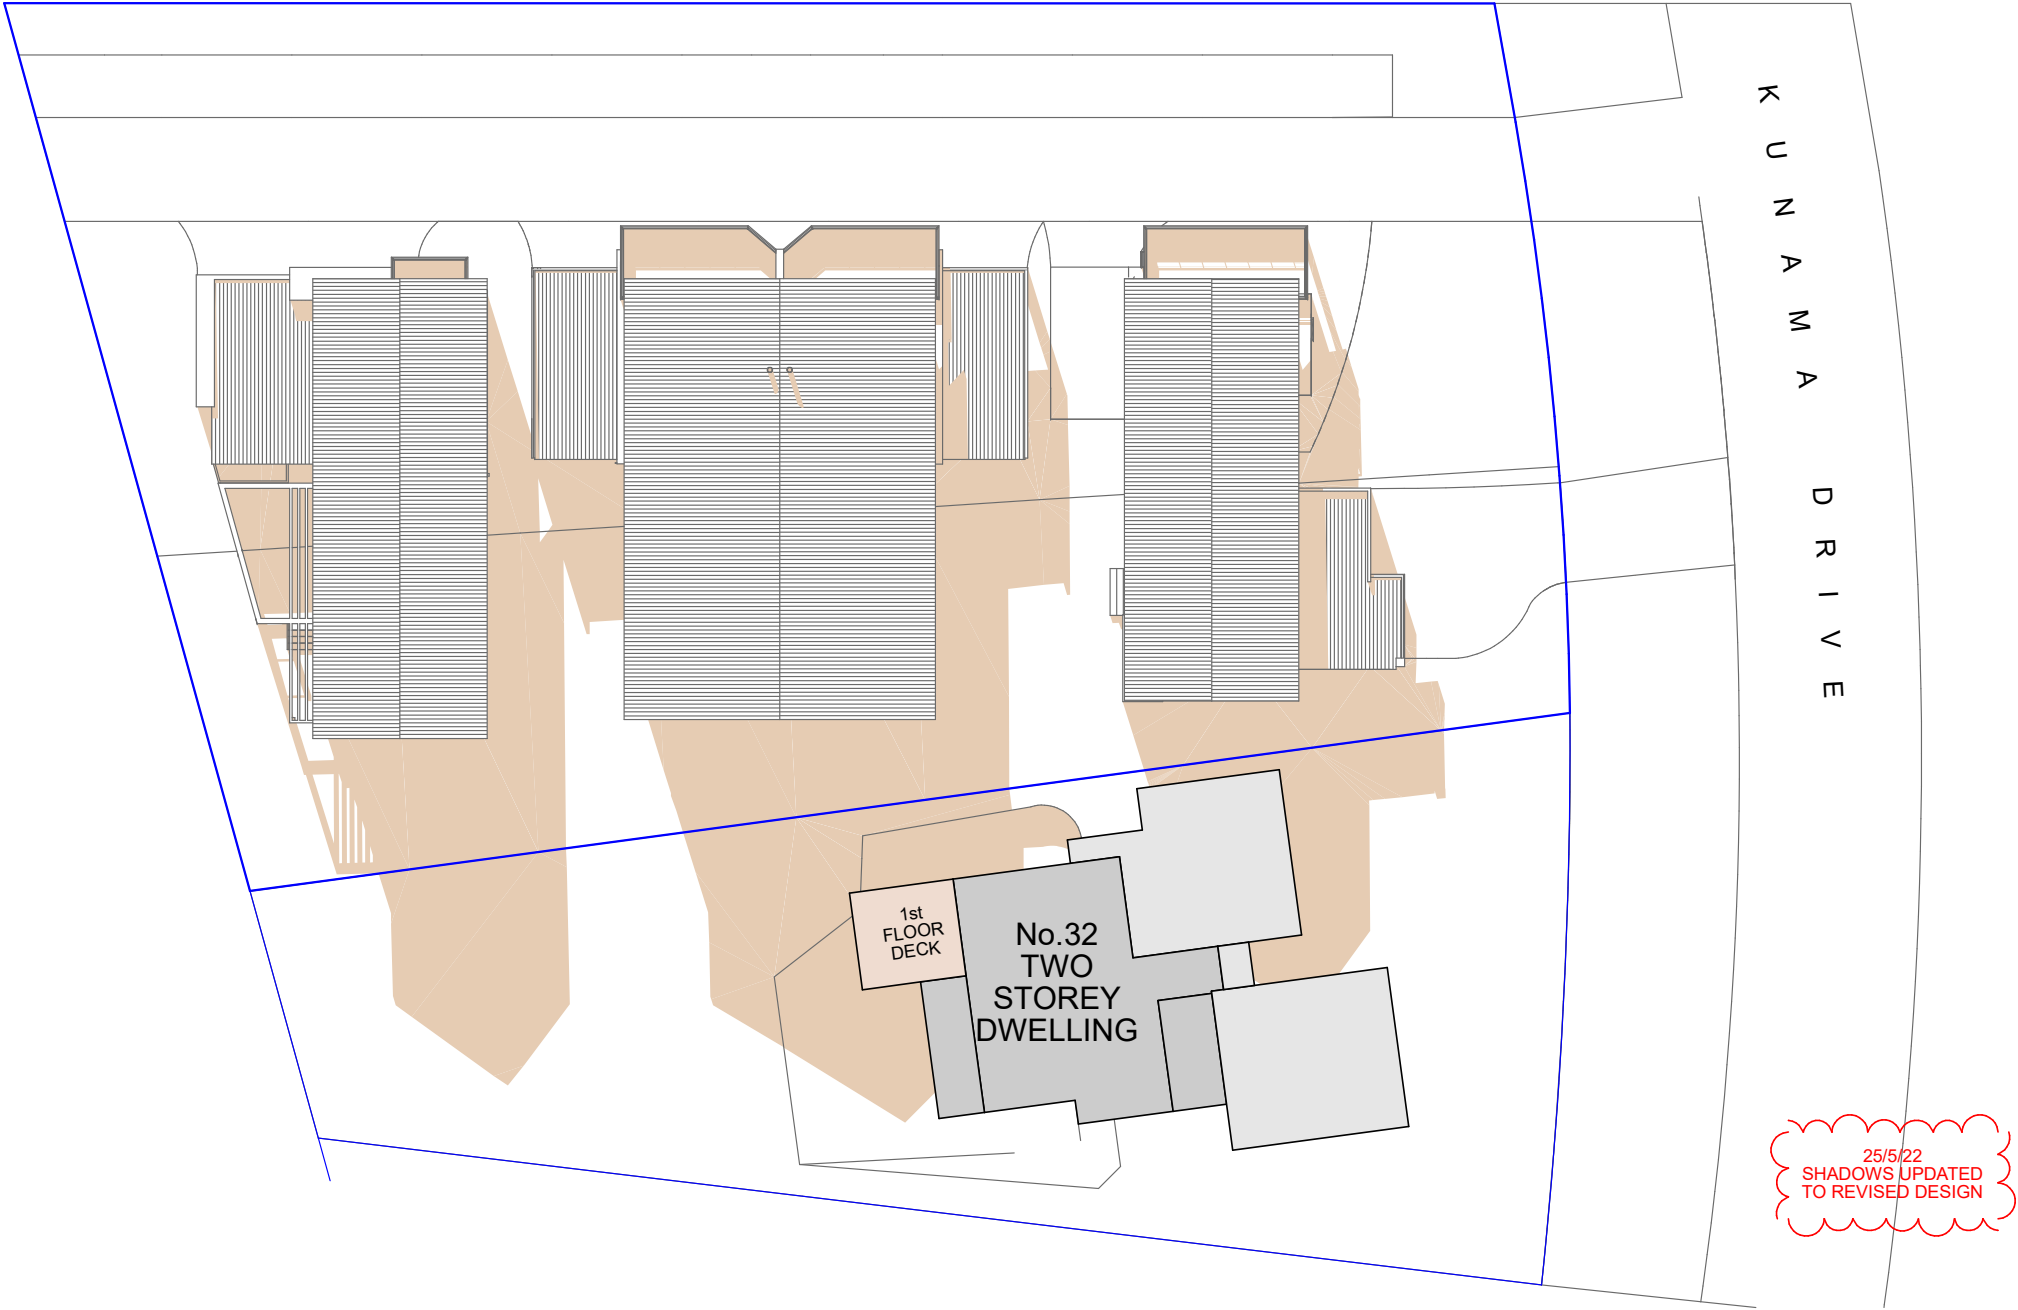 KUNAMA DRIVE
1st
FLOOR
DECK
No.32
TWO
STOREY
DWELLING
25/5/22
SHADOWS UPDATED
TO REVISED DESIGN